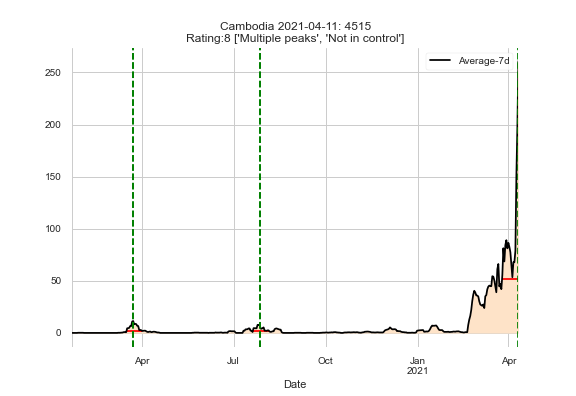 Cambodia 2021-04-11: 4515
Rating:8 ['Multiple peaks', 'Not in control']
Average-7d
250
200
150
100
50
0
Apr
Jul
Oct
Jan
2021
Apr
Date